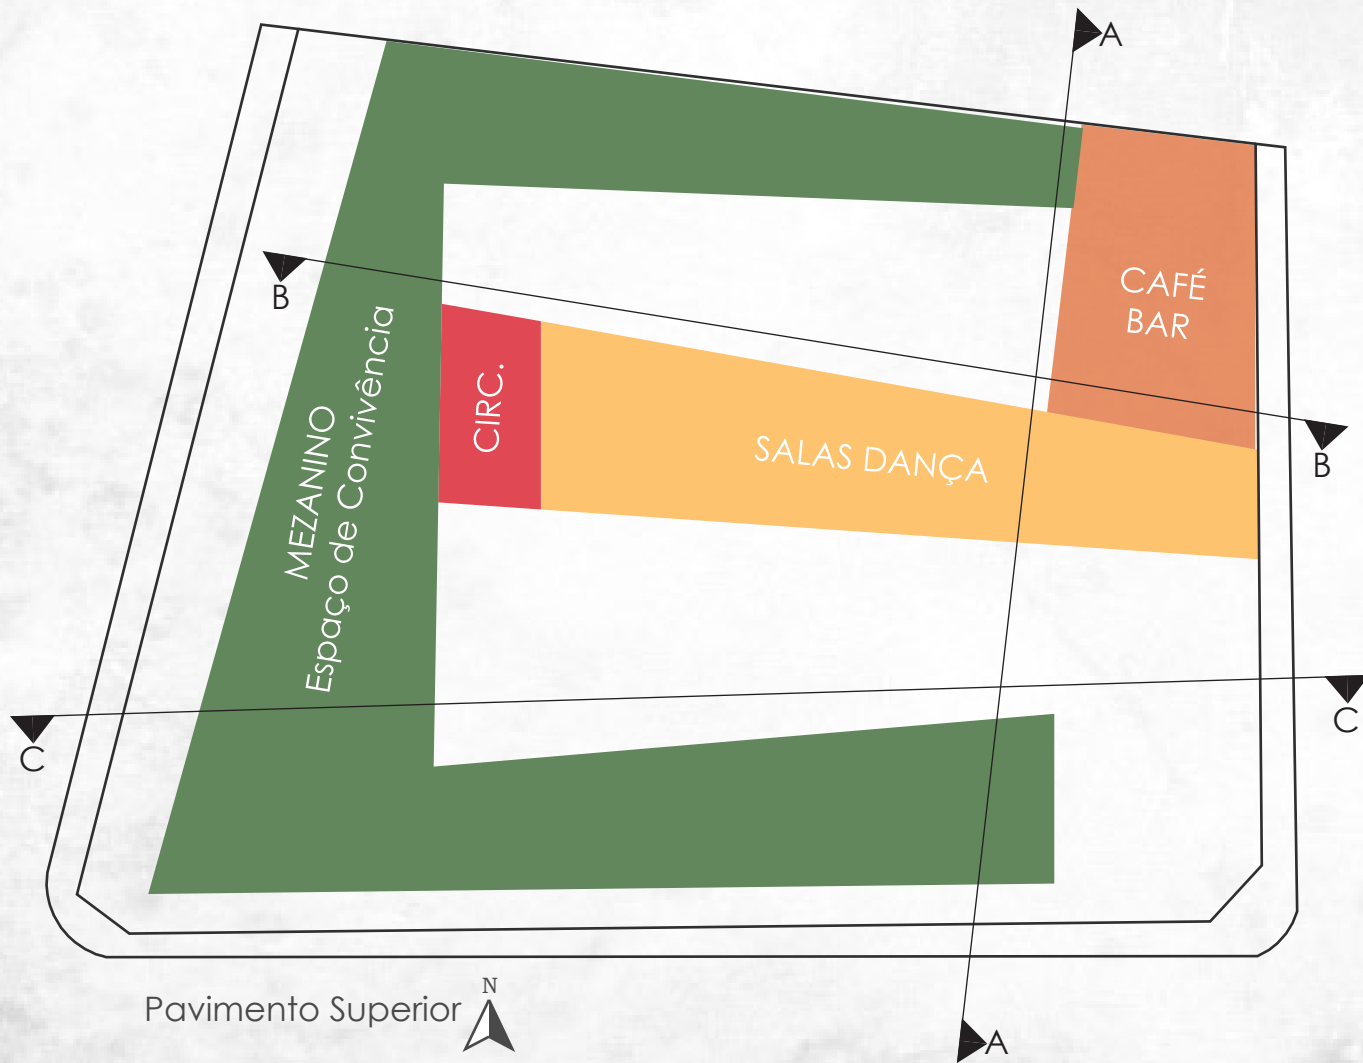 A
B
CAFÉ
BAR
MEZANINO
Espaço de Convivência
CIRC.
SALAS DANÇA
B
C
C
Pavimento Superior
N
A